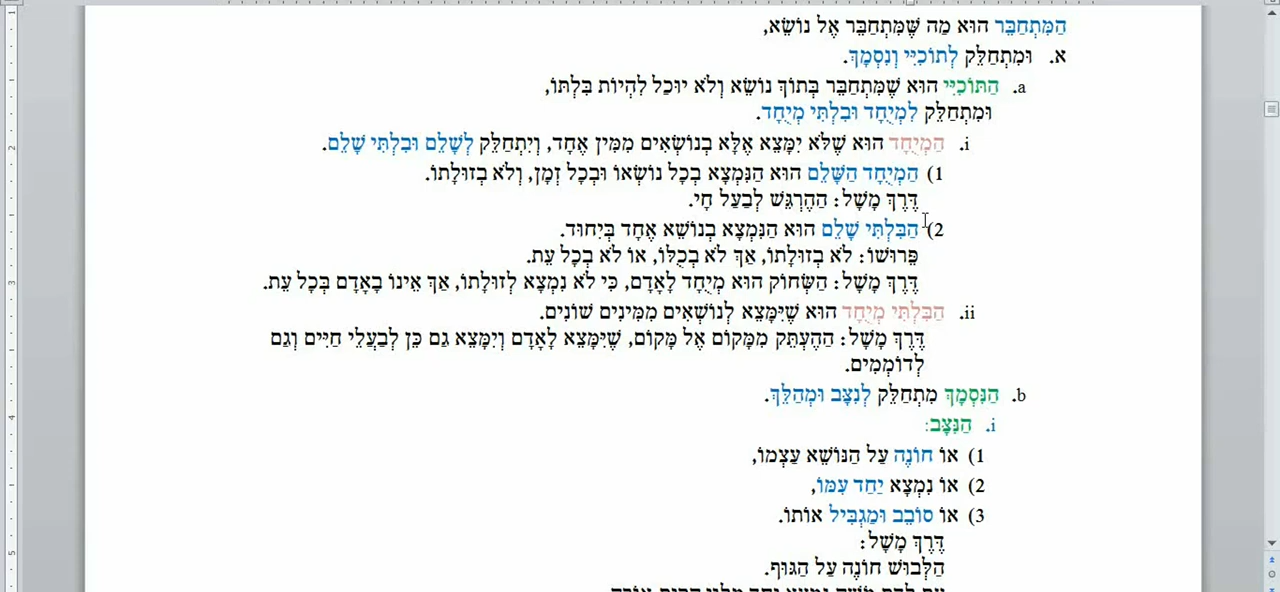 הַמִּתְחַבֵּר הוּא מַה שֶּׁמִּתְחַבֵּר אֶל נוֹשֵׂא,
א. וּמִתְחַלֵּק לְתוֹכִיִּי וְנִסְמָךְ.
a. הַתּוֹכִיִּי הוּא שֶׁמִּתְחַבֵּר בְּתוֹךְ נוֹשֵׂא וְלֹא יוּכַל לִהְיוֹת בִּלְתּוֹ,
וּמִתְחַלֵּק לִמְיֻחָד וּבִלְתִּי מְיֻחָד.
i. הַמְיֻחָד הוּא שֶׁלֹּא יִמָּצֵא אֶלָּא בְנוֹשְׂאִים מִמִּין אֶחָד, וְיִתְחַלֵּק לְשָׁלֵם וּבִלְתִּי שָׁלֵם.
1) הַמְיֻחָד הַשָּׁלֵם הוּא הַנִּמְצָא בְכָל נוֹשְׂאוֹ וּבְכָל זְמָן, וְלֹא בְזוּלָתוֹ.
דֶּרֶךְ מָשָׁל: הַהֶרְגֵּשׁ לְבַעַל חָי.
2) הַבִּלְתִּי שָׁלֵם הוּא הַנִּמְצָא בְנוֹשֵׂא אֶחָד בְּיִחוּד.
פֵּרוּשׁוֹ: לֹא בְזוּלָתוֹ, אַךְ לֹא בְכֻלּוֹ, אוֹ לֹא בְכָל עֵת.
דֶּרֶךְ מָשָׁל: הַשְּׂחוֹק הוּא מְיֻחָד לָאָדָם, כִּי לֹא נִמְצָא לְזוּלָתוֹ, אַךְ אֵינוֹ בָאָדָם בְּכָל עֵת.
ii. הַבִּלְתִּי מְיֻחָד הוּא שֶׁיִּמָּצֵא לְנוֹשְׂאִים מִמִּינִים שׁוֹנִים.
דֶּרֶךְ מָשָׁל: הַהֶעְתֵּק מִמָּקוֹם אֶל מָקוֹם, שֶׁיִּמָּצֵא לָאָדָם וְיִמָּצֵא גַם כֵּן לְבַעֲלֵי חַיִּים וְגַם
לְדוֹמְמִים.
b. הַנִּסְמָךְ מִתְחַלֵּק לְנִצָּב וּמְהַלֵּךְ.
i. הַנִּצָּב:
1) אוֹ חוֹנֶה עַל הַנּוֹשֵׂא עַצְמוֹ,
2) אוֹ נִמְצָא יַחַד עִמּוֹ,
3) אוֹ סוֹבֵב וּמַגְבִּיל אוֹתוֹ.
דֶּרֶךְ מָשָׁל:
הַלְּבוּשׁ חוֹנֶה עַל הַגּוּף.